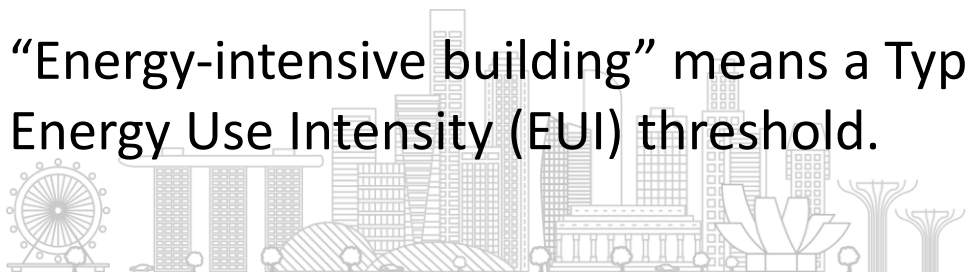 “Energy-intensive building” means a Typ
Energy Use Intensity (EUI) threshold.